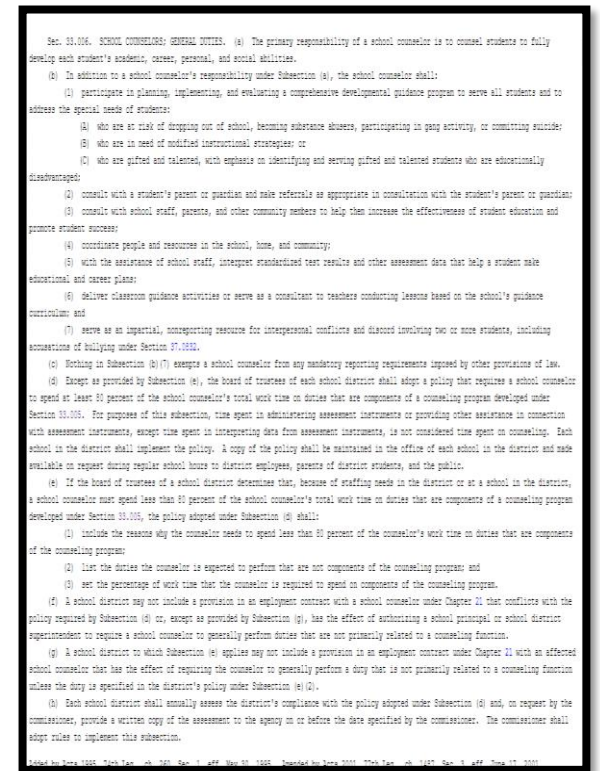 Sec. 33.006. SCHOOL COUNSELORS; GENERAL DUTIES. (a) The primary responsibility of a school counselor is to counsel students to fully
develop each student's academic, career, personal, and social abilities.
(b) In addition to a school counselor's responsibility under Subsection (a), the school counselor shall:
(1) participate in planning, implementing, and evaluating a comprehensive developmental guidance program to serve all students and to
address the special needs of students:
(A) who are at risk of dropping out of school, becoming substance abusers, participating in gang activity, or committing suicide;
(B) who are in need of modified instructional strategies; or
(C) who are gifted and talented, with emphasis on identifying and serving gifted and talented students who are educationally
disadvantaged;
(2) consult with a student's parent or guardian and make referrals as appropriate in consultation with the student's parent or guardian;
(3) consult with school staff, parents, and other community members to help them increase the effectiveness of student education and
promote student success;
(4) coordinate people and resources in the school, home, and community;
(5) with the assistance of school staff, interpret standardized test results and other assessment data that help a student make
educational and career plans;
(6) deliver classroom guidance activities or serve as a consultant to teachers conducting lessons based on the school's guidance
curriculum; and
(7) serve as an impartial, nonreporting resource for interpersonal conflicts and discord involving two or more students, including
accusations of bullying under Section 37.0832.
(c) Nothing in Subsection (b)(7) exempts a school counselor from any mandatory reporting requirements imposed by other provisions of law.
(d) Except as provided by Subsection (e), the board of trustees of each school district shall adopt a policy that requires a school counselor
to spend at least 80 percent of the school counselor's total work time on duties that are components of a counseling program developed under
Section 33.005. For purposes of this subsection, time spent in administering assessment instruments or providing other assistance in connection
with assessment instruments, except time spent in interpreting data from assessment instruments, is not considered time spent on counseling. Each
school in the district shall implement the policy. A copy of the policy shall be maintained in the office of each school in the district and made
available on request during regular school hours to district employees, parents of district students, and the public.
(e) If the board of trustees of a school district determines that, because of staffing needs in the district or at a school in the district,
a school counselor must spend less than 80 percent of the school counselor's total work time on duties that are components of a counseling program
developed under Section 33.005, the policy adopted under Subsection (d) shall:
(1) include the reasons why the counselor needs to spend less than 80 percent of the counselor's work time on duties that are components
of the counseling program;
(2) list the duties the counselor is expected to perform that are not components of the counseling program; and
(3) set the percentage of work time that the counselor is required to spend on components of the counseling program.
(f) A school district may not include a provision in an employment contract with a school counselor under Chapter 21 that conflicts with the
policy required by Subsection (d) or, except as provided by Subsection (g), has the effect of authorizing a school principal or school district
superintendent to require a school counselor to generally perform duties that are not primarily related to a counseling function.
(g) A school district to which Subsection (e) applies may not include a provision in an employment contract under Chapter 21 with an affected
school counselor that has the effect of requiring the counselor to generally perform a duty that is not primarily related to a counseling function
unless the duty is specified in the district's policy under Subsection (e)(2).
(h) Each school district shall annually assess the district's compliance with the policy adopted under Subsection (d) and, on request by the
commissioner, provide a written copy of the assessment to the agency on or before the date specified by the commissioner. The commissioner shall
adopt rules to implement this subsection.
Added by Acts 1995, 74th Leg., ch. 260, Sec. 1, eff. May 30, 1995. Amended by Acts 2001, 77th Leg., ch. 1487, Sec. 3, eff. June 17, 2001